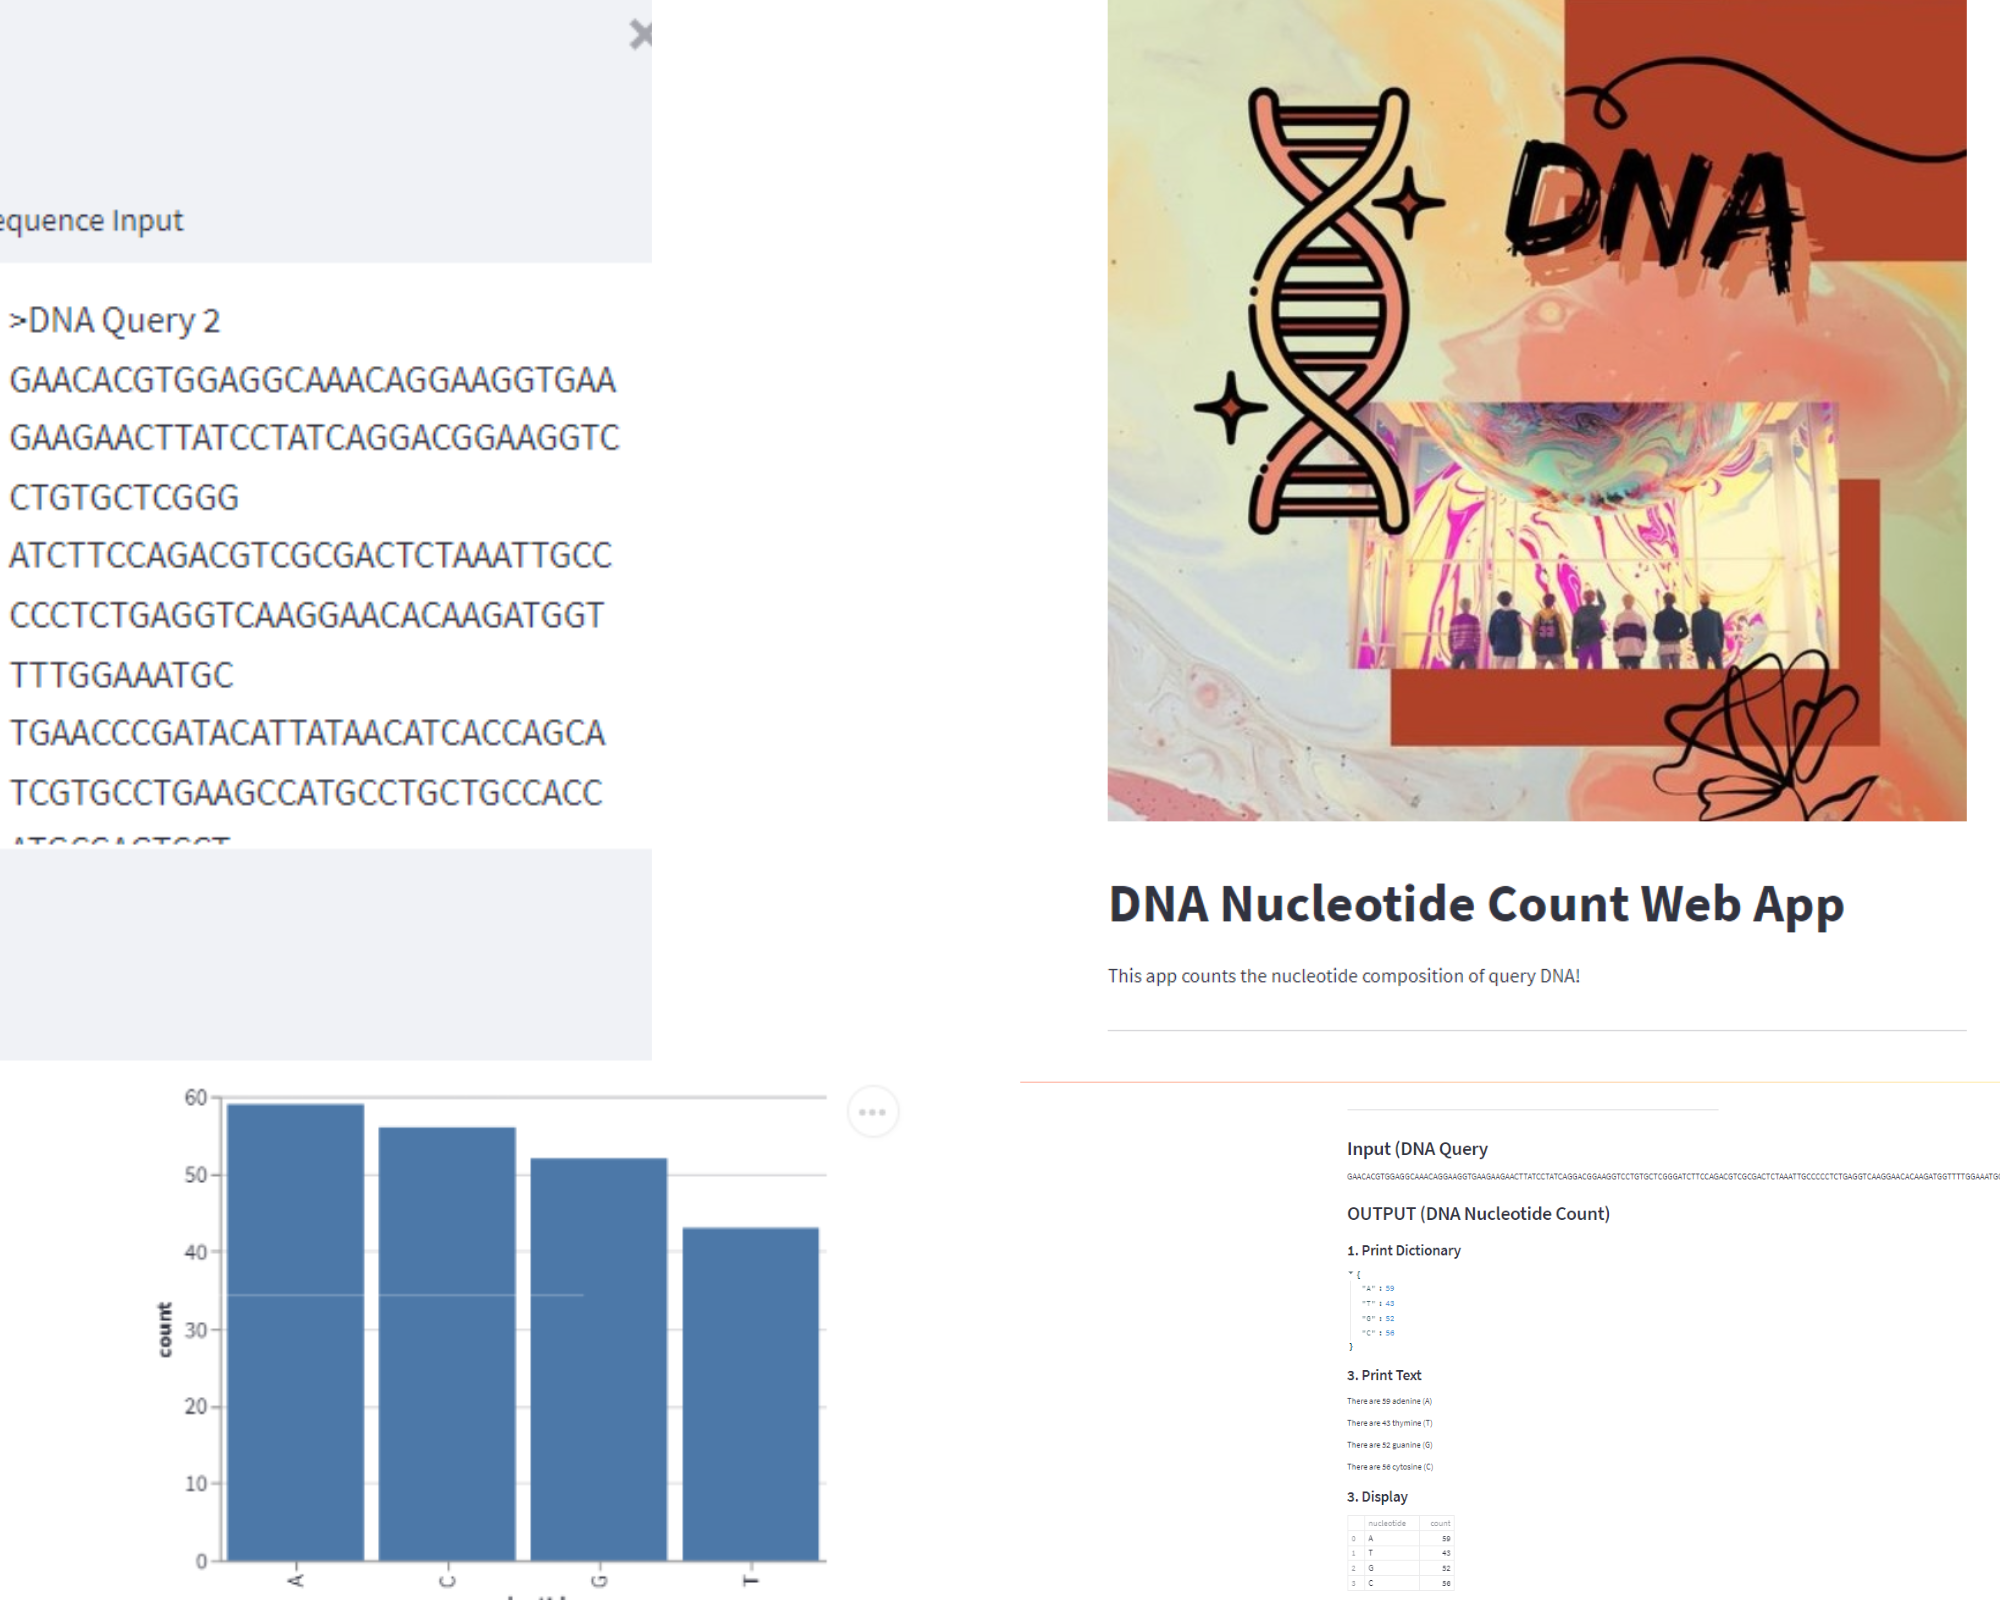 equence Input
>DNA Query 2
GAACACGTGGAGGCAAACAGGAAGGTGAA
GAAGAACTTATCCTATCAGGACGGAAGGTC
CTGTGCTCGGG
ATCTTCCAGACGTCGCGACTCTAAATTGCC
CCCTCTGAGGTCAAGGAACACAAGATGGT
TTTGGAAATGC
TGAACCCGATACATTATAACATCACCAGCA
TCGTGCCTGAAGCCATGCCTGCTGCCACC
DNA
DNA Nucleotide Count Web App
This app counts the nucleotide composition of query DNA!
60
50
40
30
20
10
0
count
A
C
G
T
Input (DNA Query
GAACACGTGGAGGCAAACAGGAAGGTGAAGAAGAACTTATCCTATCAGGACGGAAGGTCCTGTGCTCGGGATCTTCCAGACGTCGCGACTCTAAATTGCCCCCTCTGAGGTCAAGGAACACAAGATGGTTTTGGAAATG
OUTPUT (DNA Nucleotide Count)
1. Print Dictionary
{
"A" : 59
"T" : 43
"G" : 52
"C" : 56
}
3. Print Text
There are 59 adenine (A)
There are 43 thymine (T)
There are 52 guanine (G)
There are 56 cytosine (C)
3. Display
nucleotide count
0 A 59
1 T 43
2 G 52
3 C 56